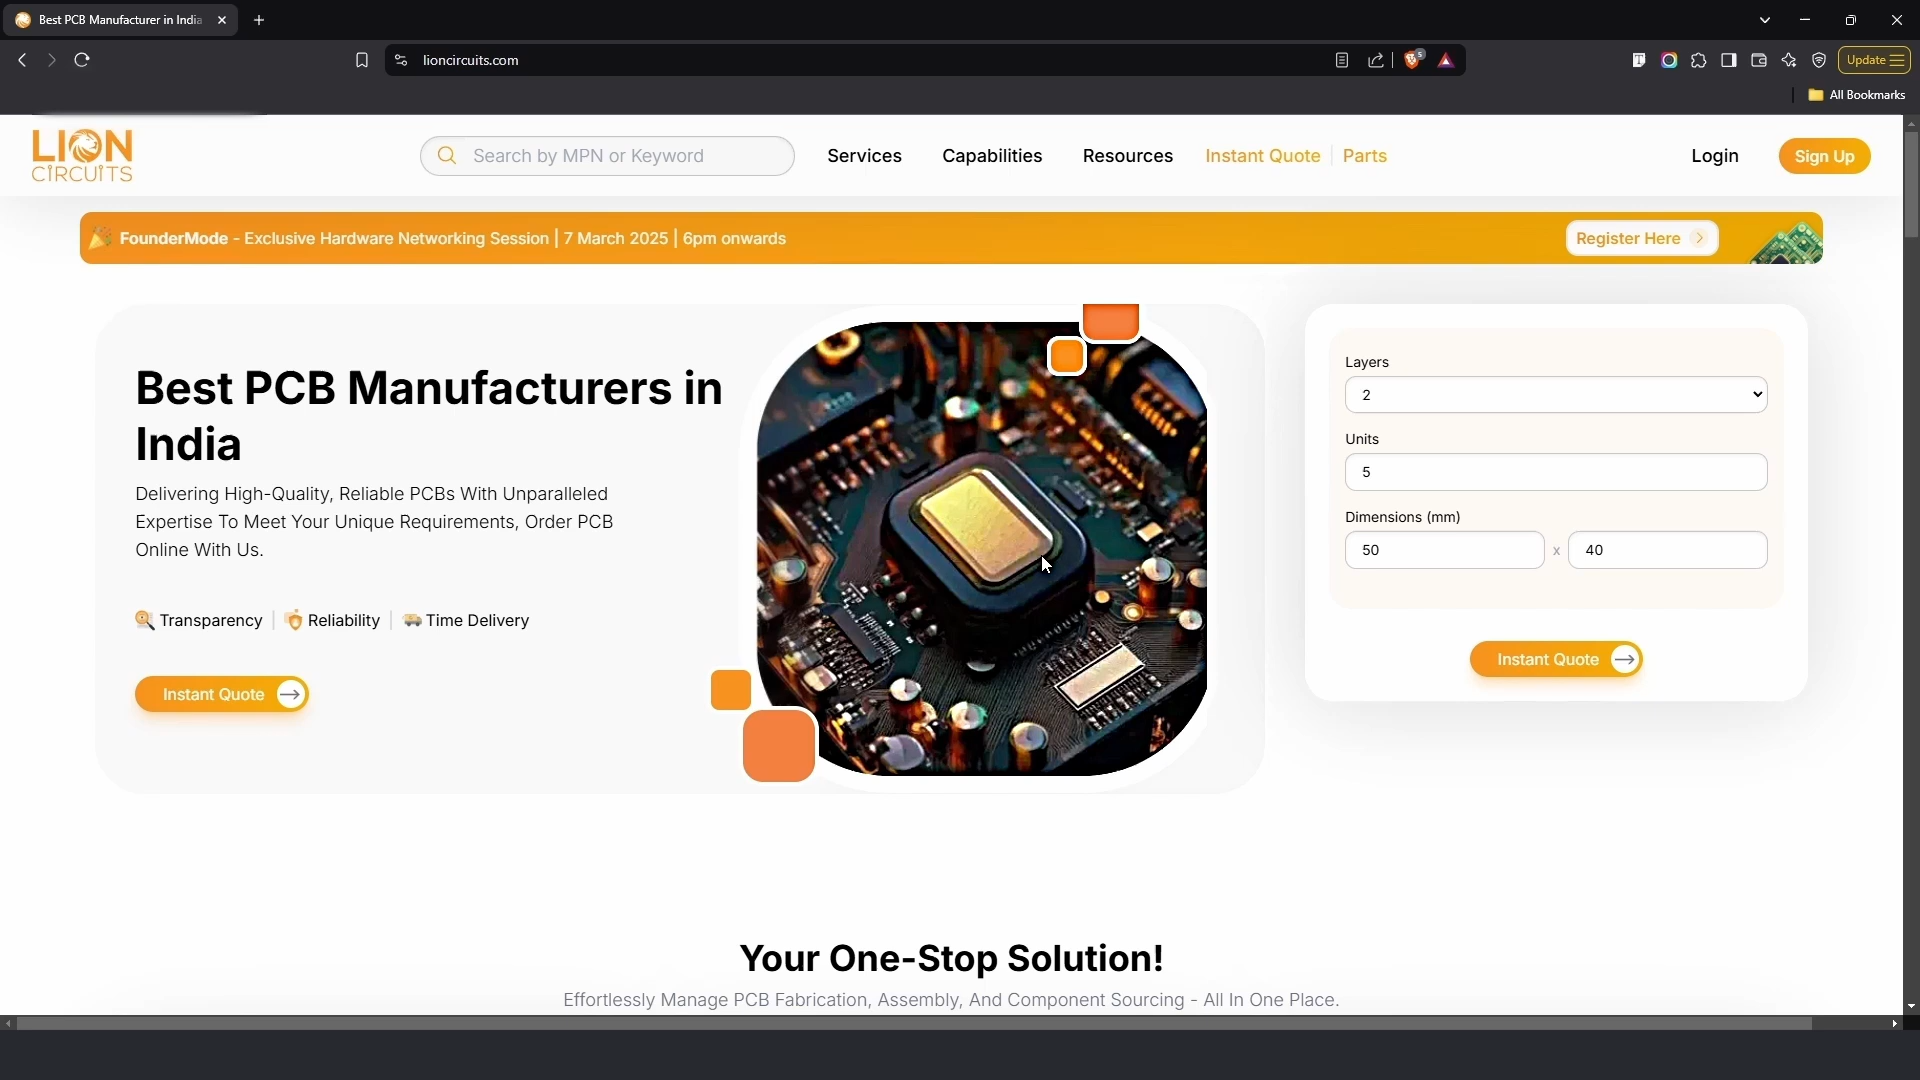 Best PCB Manufacturer in India
lioncircuits.com
5
Update
All Bookmarks
LION
CIRCUITS
Search by MPN or Keyword
Services
Capabilities
Resources
Instant Quote
Parts
Login
Sign Up
FounderMode - Exclusive Hardware Networking Session | 7 March 2025 | 6pm onwards
Register Here
Best PCB Manufacturers in
India
Delivering High-Quality, Reliable PCBs With Unparalleled
Expertise To Meet Your Unique Requirements, Order PCB
Online With Us.
Transparency
Reliability
Time Delivery
Instant Quote
Layers
2
Units
5
Dimensions (mm)
50 x 40
Instant Quote
Your One-Stop Solution!
Effortlessly Manage PCB Fabrication, Assembly, And Component Sourcing - All In One Place.